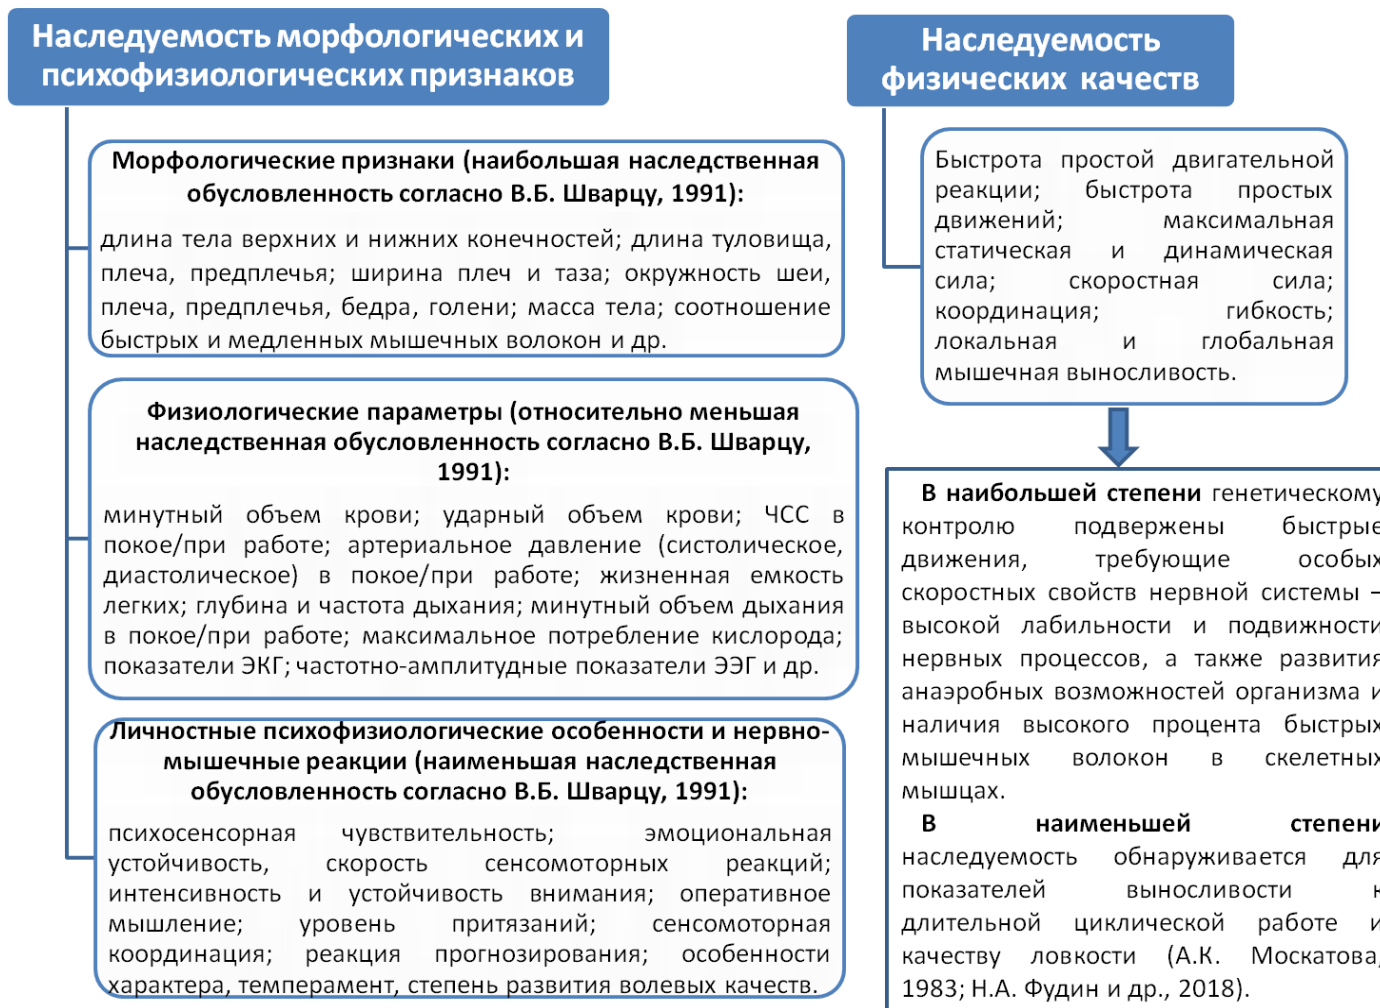 Наследуемость морфологических и
психофизиологических признаков
Морфологические признаки (наибольшая наследственная
обусловленность согласно В.Б. Шварцу, 1991):
длина тела верхних и нижних конечностей; длина туловища,
плеча, предплечья; ширина плеч и таза; окружность шеи,
плеча, предплечья, бедра, голени; масса тела; соотношение
быстрых и медленных мышечных волокон и др.
Физиологические параметры (относительно меньшая
наследственная обусловленность согласно В.Б. Шварцу,
1991):
минутный объем крови; ударный объем крови; ЧСС в
покое/при работе; артериальное давление (систолическое,
диастолическое) в покое/при работе; жизненная емкость
легких; глубина и частота дыхания; минутный объем дыхания
в покое/при работе; максимальное потребление кислорода;
показатели ЭКГ; частотно-амплитудные показатели ЭЭГ и др.
Личностные психофизиологические особенности и нервно-
мышечные реакции (наименьшая наследственная
обусловленность согласно В.Б. Шварцу, 1991):
психосенсорная чувствительность; эмоциональная
устойчивость, скорость сенсомоторных реакций;
интенсивность и устойчивость внимания; оперативное
мышление; уровень притязаний; сенсомоторная
координация; реакция прогнозирования; особенности
характера, темперамент, степень развития волевых качеств.
Наследуемость
физических качеств
Быстрота простой двигательной
реакции; быстрота простых
движений; максимальная
статическая и динамическая
сила; скоростная сила;
координация; гибкость;
локальная и глобальная
мышечная выносливость.
В наибольшей степени генетическому
контролю подвержены быстрые
движения, требующие особых
скоростных свойств нервной системы –
высокой лабильности и подвижности
нервных процессов, а также развития
анаэробных возможностей организма и
наличия высокого процента быстрых
мышечных волокон в скелетных
мышцах.
В наименьшей степени
наследуемость обнаруживается для
показателей выносливости к
длительной циклической работе и
качеству ловкости (А.К. Москатова,
1983; Н.А. Фудин и др., 2018).